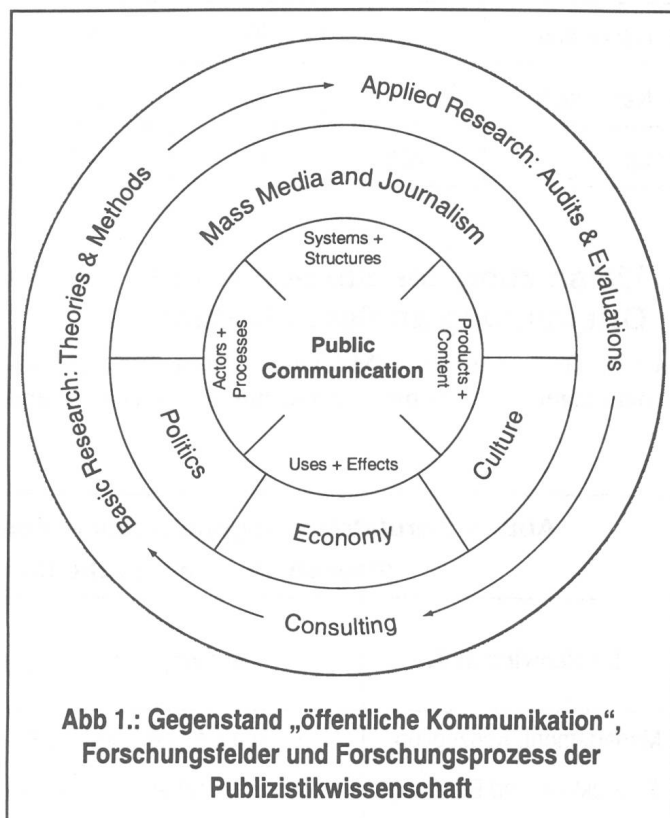 Applied Research: Audits & Evaluations
Basic Research: Theories & Methods
Mass Media and Journalism
Systems +
Structures
Actors +
Processes
Public
Communication
Products +
Content
Politics
Uses + Effects
Culture
Economy
Consulting
Abb 1.: Gegenstand „öffentliche Kommunikation“,
Forschungsfelder und Forschungsprozess der
Publizistikwissenschaft